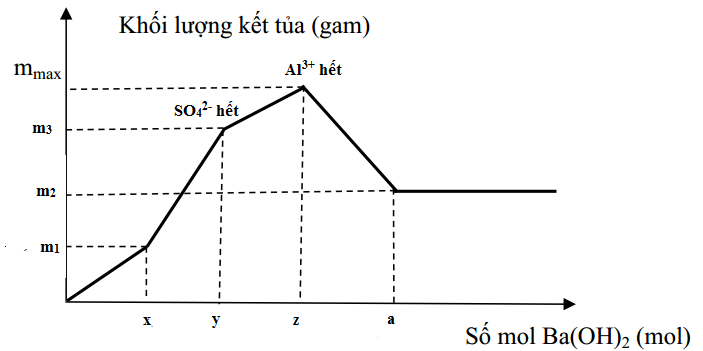 Khối lượng kết tủa (gam)
Al³⁺ hết
mmax
SO₄²⁻ hết
m3
m2
m1
x y z a
Số mol Ba(OH)₂ (mol)